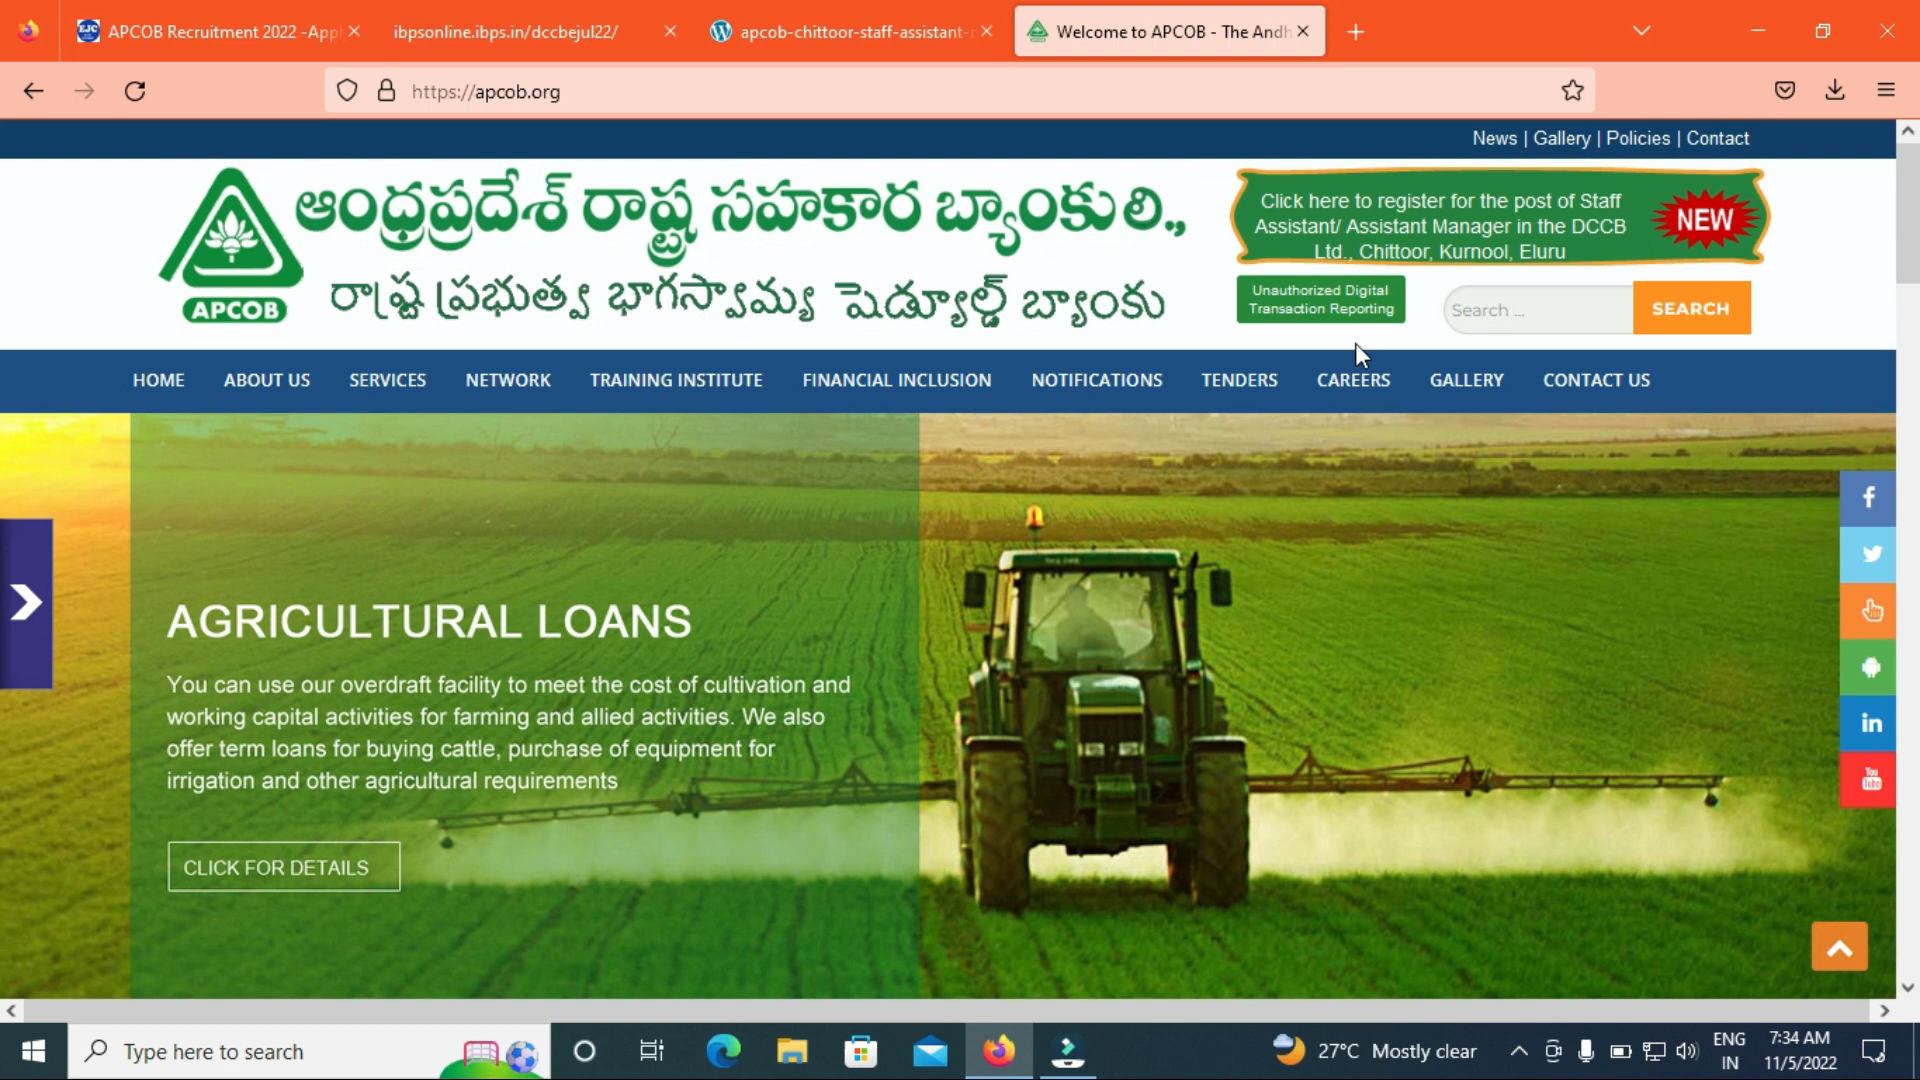 APCOB Recruitment 2022 -Appl
ibpsonline.ibps.in/dccbejul22/
apcob-chittoor-staff-assistant-
Welcome to APCOB - The Andh
https://apcob.org
News | Gallery | Policies | Contact
ఆంధ్రప్రదేశ్ రాష్ట్ర సహకార బ్యాంకు లి.,
రాష్ట్ర ప్రభుత్వ భాగస్వామ్య షెడ్యూల్డ్ బ్యాంకు
APCOB
Click here to register for the post of Staff
Assistant/ Assistant Manager in the DCCB
Ltd., Chittoor, Kurnool, Eluru
NEW
Unauthorized Digital
Transaction Reporting
Search ...
SEARCH
HOME ABOUT US SERVICES NETWORK TRAINING INSTITUTE FINANCIAL INCLUSION NOTIFICATIONS TENDERS CAREERS GALLERY CONTACT US
AGRICULTURAL LOANS
You can use our overdraft facility to meet the cost of cultivation and
working capital activities for farming and allied activities. We also
offer term loans for buying cattle, purchase of equipment for
irrigation and other agricultural requirements
CLICK FOR DETAILS
You
Tube
Type here to search
27°C Mostly clear
ENG
IN
7:34 AM
11/5/2022